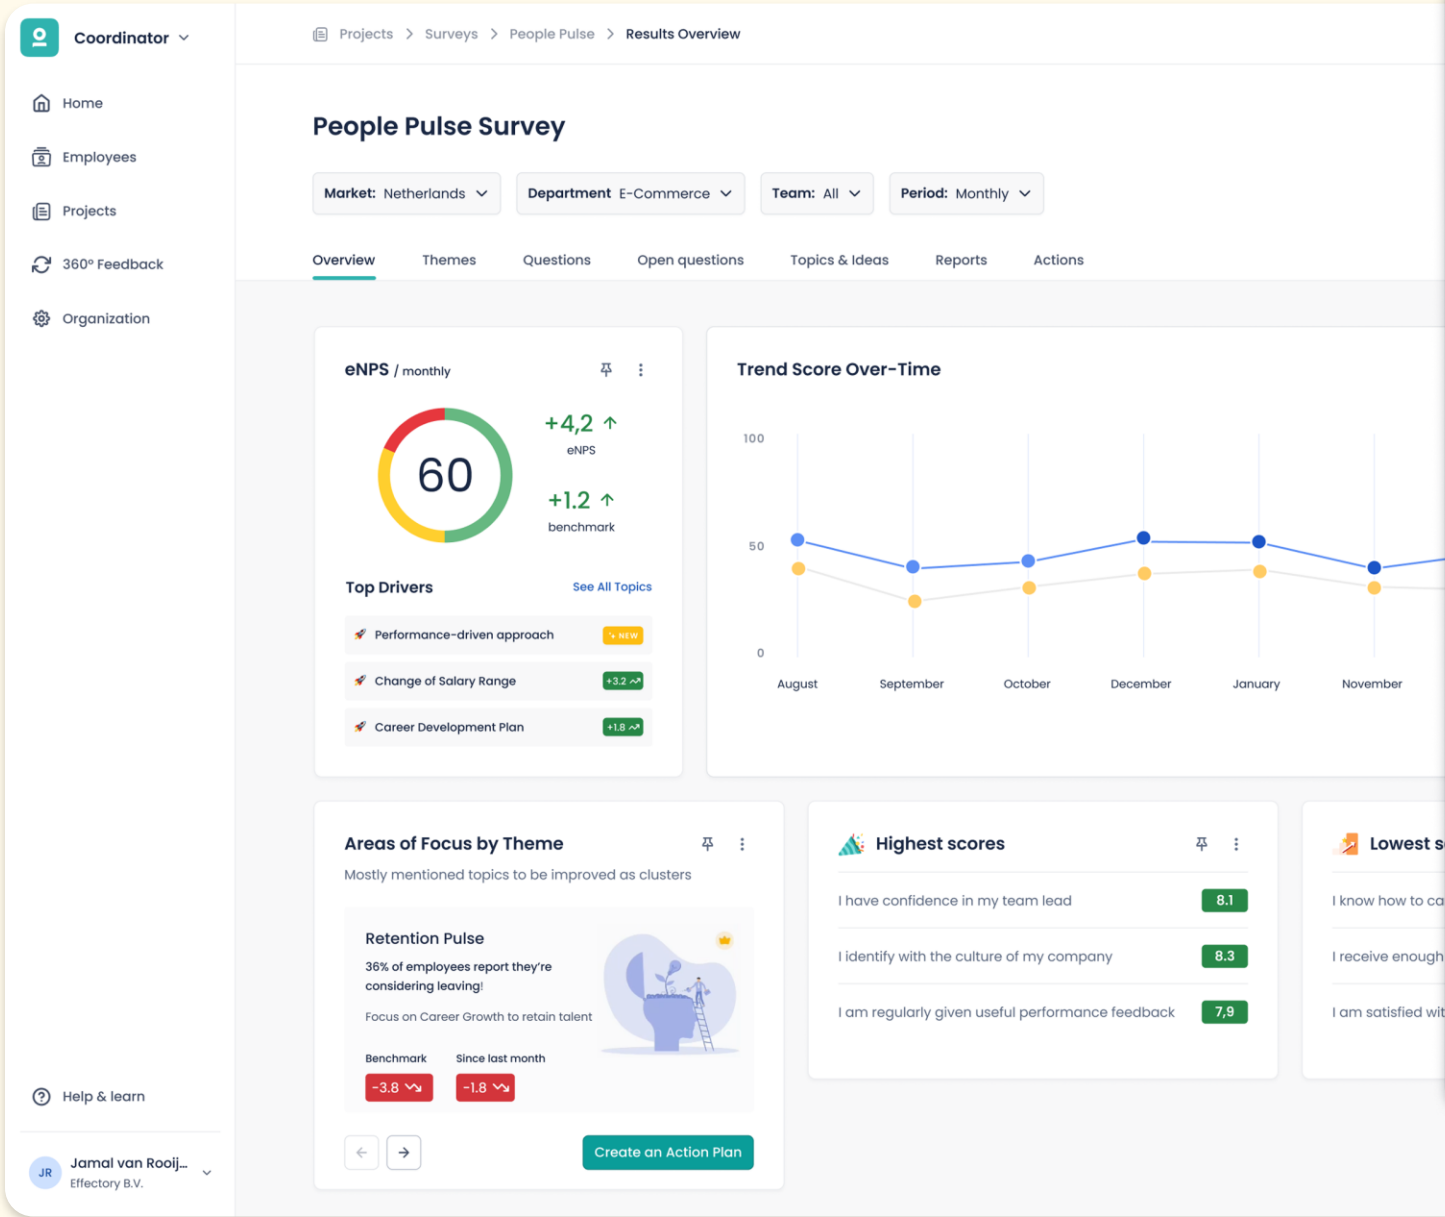 Coordinator
Home
Employees
Projects
360° Feedback
Organization
Help & learn
JR
Jamal van Rooij...
Effectory B.V.
Projects > Surveys > People Pulse > Results Overview
People Pulse Survey
Market: Netherlands
Department E-Commerce
Team: All
Period: Monthly
Overview Themes Questions Open questions Topics & Ideas Reports Actions
eNPS / monthly
60
+4,2
eNPS
+1.2
benchmark
Top Drivers
See All Topics
Performance-driven approach NEW
Change of Salary Range +3.2
Career Development Plan +1.8
Trend Score Over-Time
100
50
0
August September October December January November
Areas of Focus by Theme
Mostly mentioned topics to be improved as clusters
Retention Pulse
36% of employees report they're
considering leaving!
Focus on Career Growth to retain talent
Benchmark Since last month
-3.8 -1.8
Create an Action Plan
Highest scores
I have confidence in my team lead 8.1
I identify with the culture of my company 8.3
I am regularly given useful performance feedback 7,9
Lowest s
I know how to ca
I receive enough
I am satisfied wit